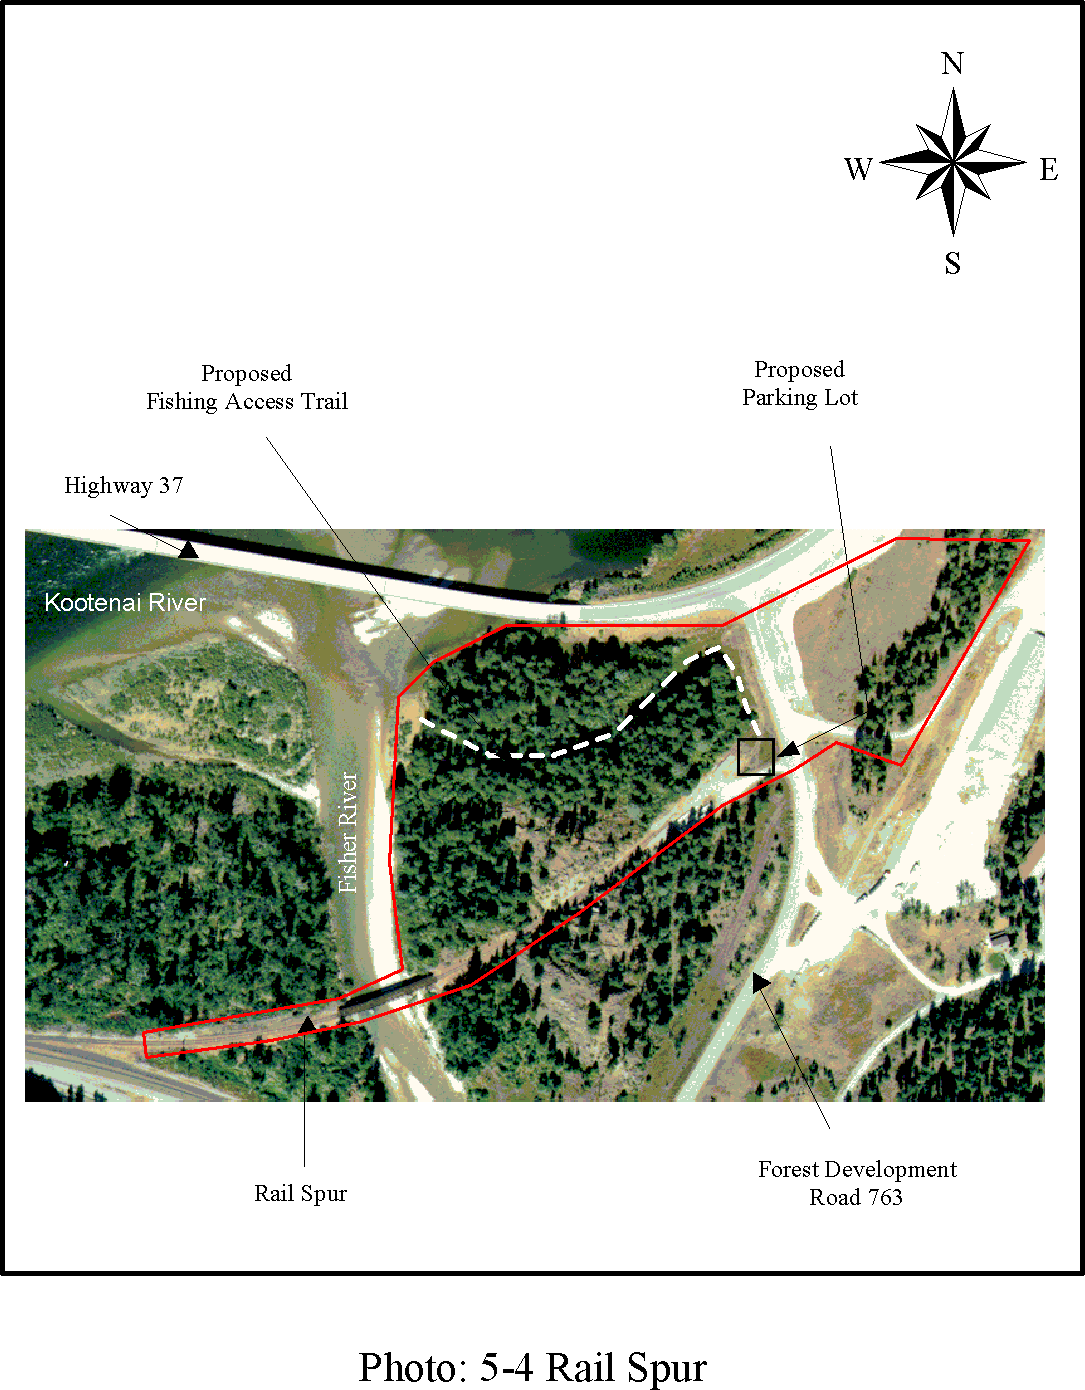 N
W
E
S
Proposed
Fishing Access Trail
Proposed
Parking Lot
Highway 37
Kootenai River
Fisher River
Rail Spur
Forest Development
Road 763
Photo: 5-4 Rail Spur